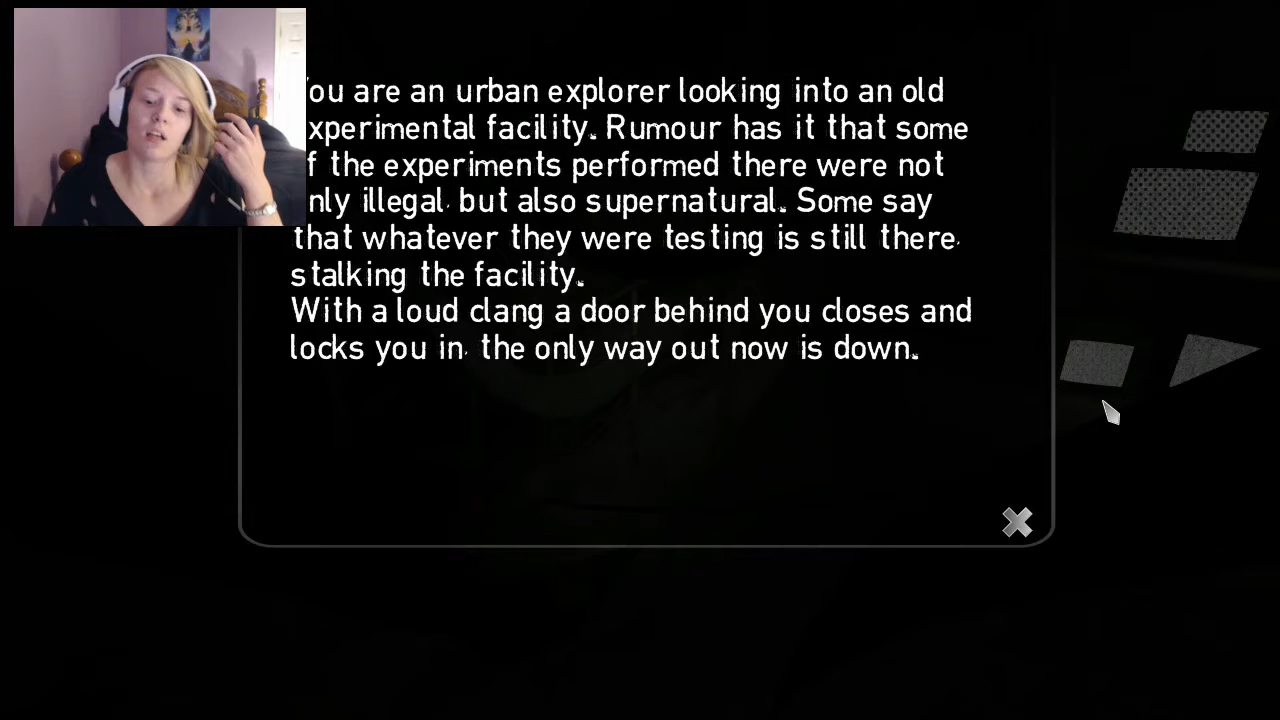 ou are an urban explorer looking into an old
xperimental facility. Rumour has it that some
f the experiments performed there were not
nly illegal, but also supernatural. Some say
that whatever they were testing is still there,
stalking the facility.
With a loud clang a door behind you closes and
locks you in, the only way out now is down.